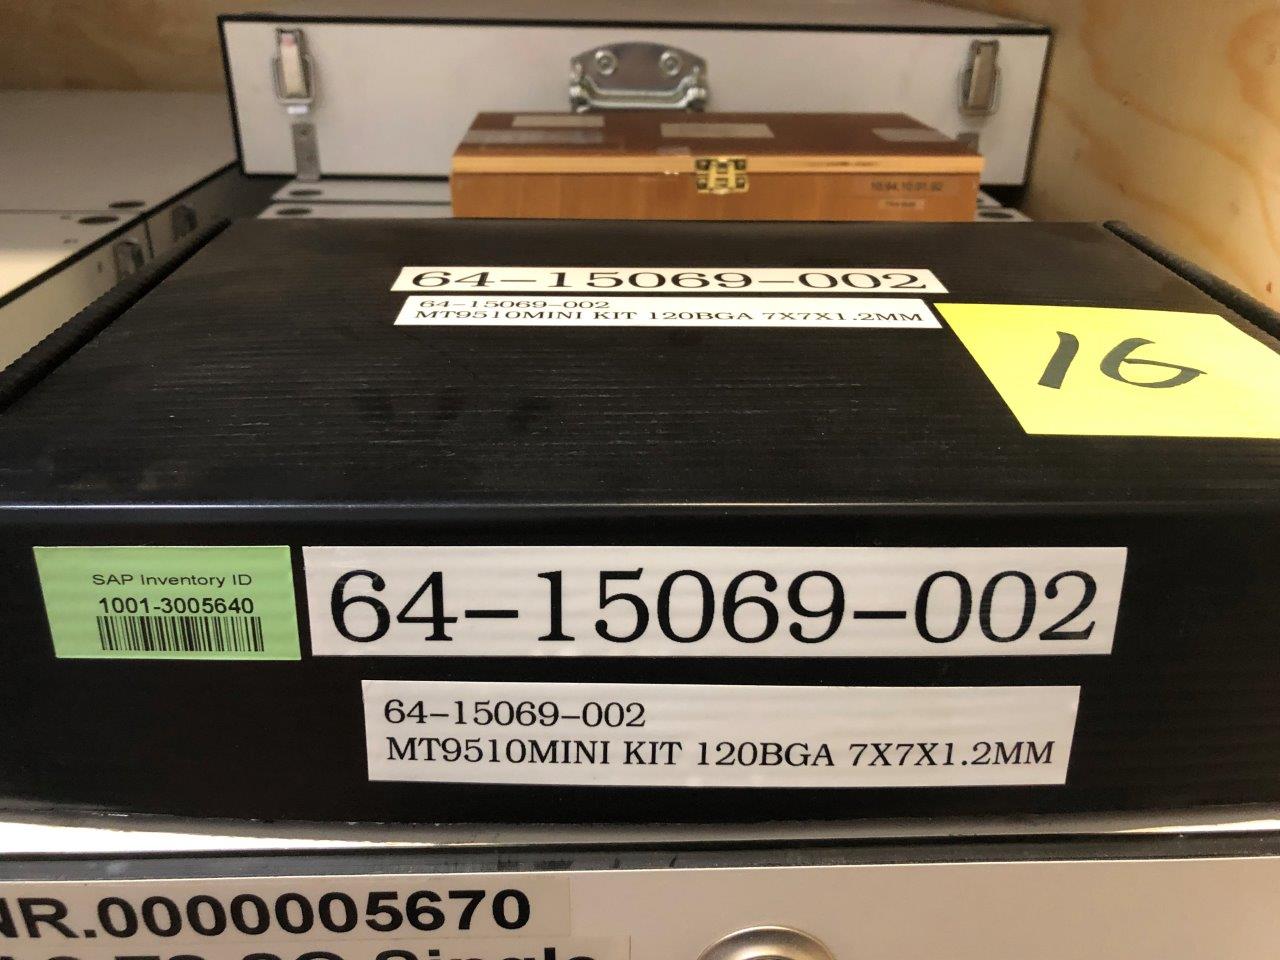 64-15069-002
64-15069-002
MT9510MINI KIT 120BGA 7X7X1.2MM
16
SAP Inventory ID
1001-3005640
64-15069-002
64-15069-002
MT9510MINI KIT 120BGA 7X7X1.2MM
NR.0000005670